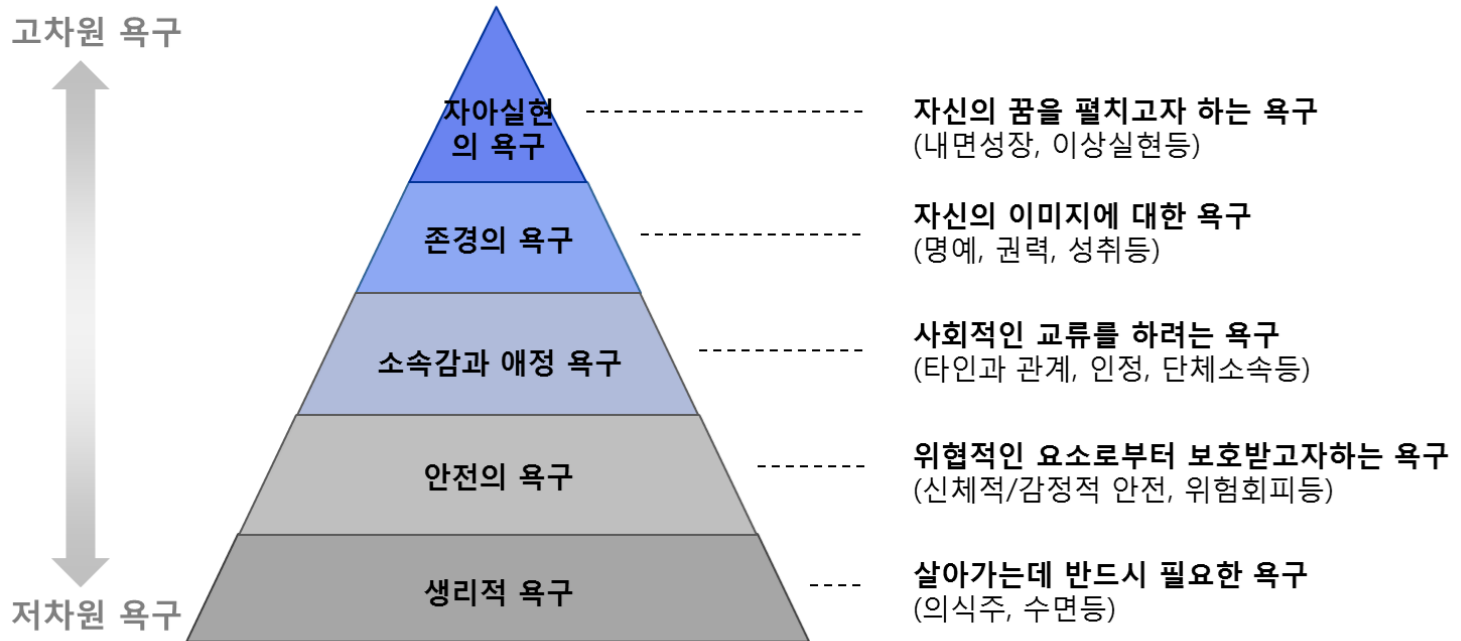 고차원 욕구
자아실현
의 욕구
자신의 꿈을 펼치고자 하는 욕구
(내면성장, 이상실현등)
존경의 욕구
자신의 이미지에 대한 욕구
(명예, 권력, 성취등)
소속감과 애정 욕구
사회적인 교류를 하려는 욕구
(타인과 관계, 인정, 단체소속등)
안전의 욕구
위협적인 요소로부터 보호받고자하는 욕구
(신체적/감정적 안전, 위험회피등)
생리적 욕구
살아가는데 반드시 필요한 욕구
(의식주, 수면등)
저차원 욕구